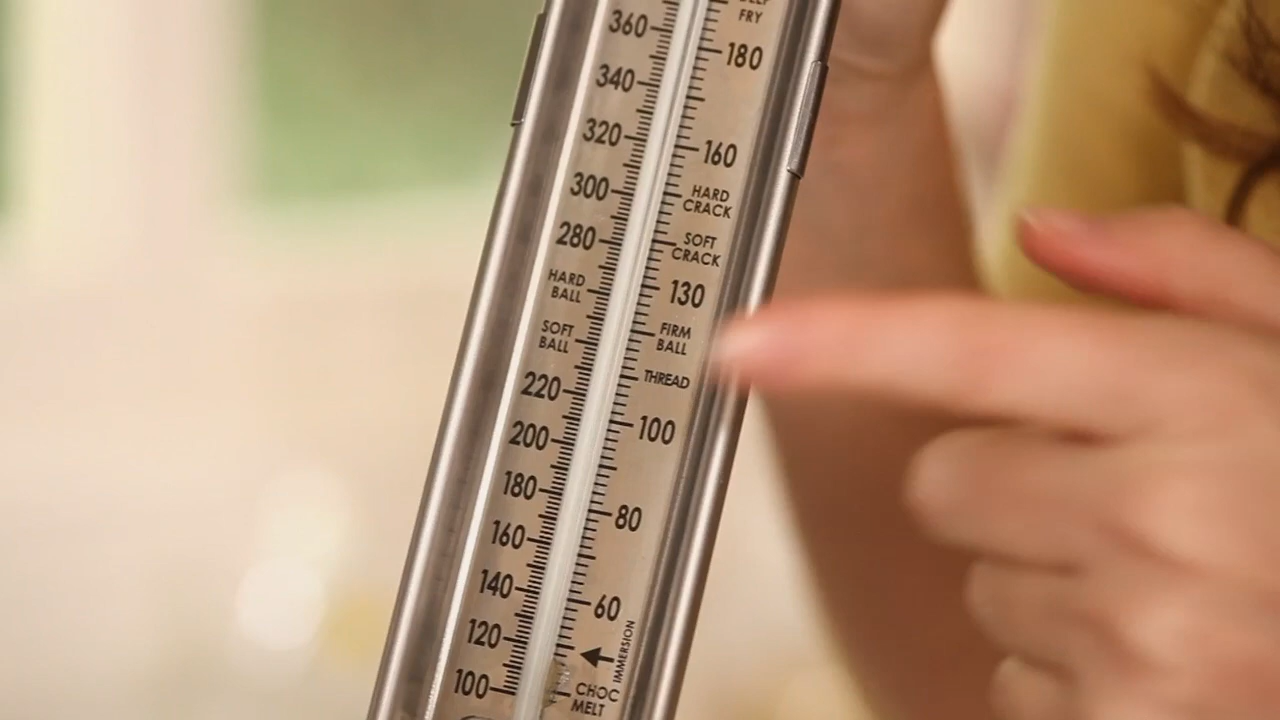 360
340
320
300
280
HARD
BALL
SOFT
BALL
220
200
180
160
140
120
100
FRY
180
160
HARD
CRACK
SOFT
CRACK
130
FIRM
BALL
THREAD
100
80
60
IMMERSION
CHOC
MELT